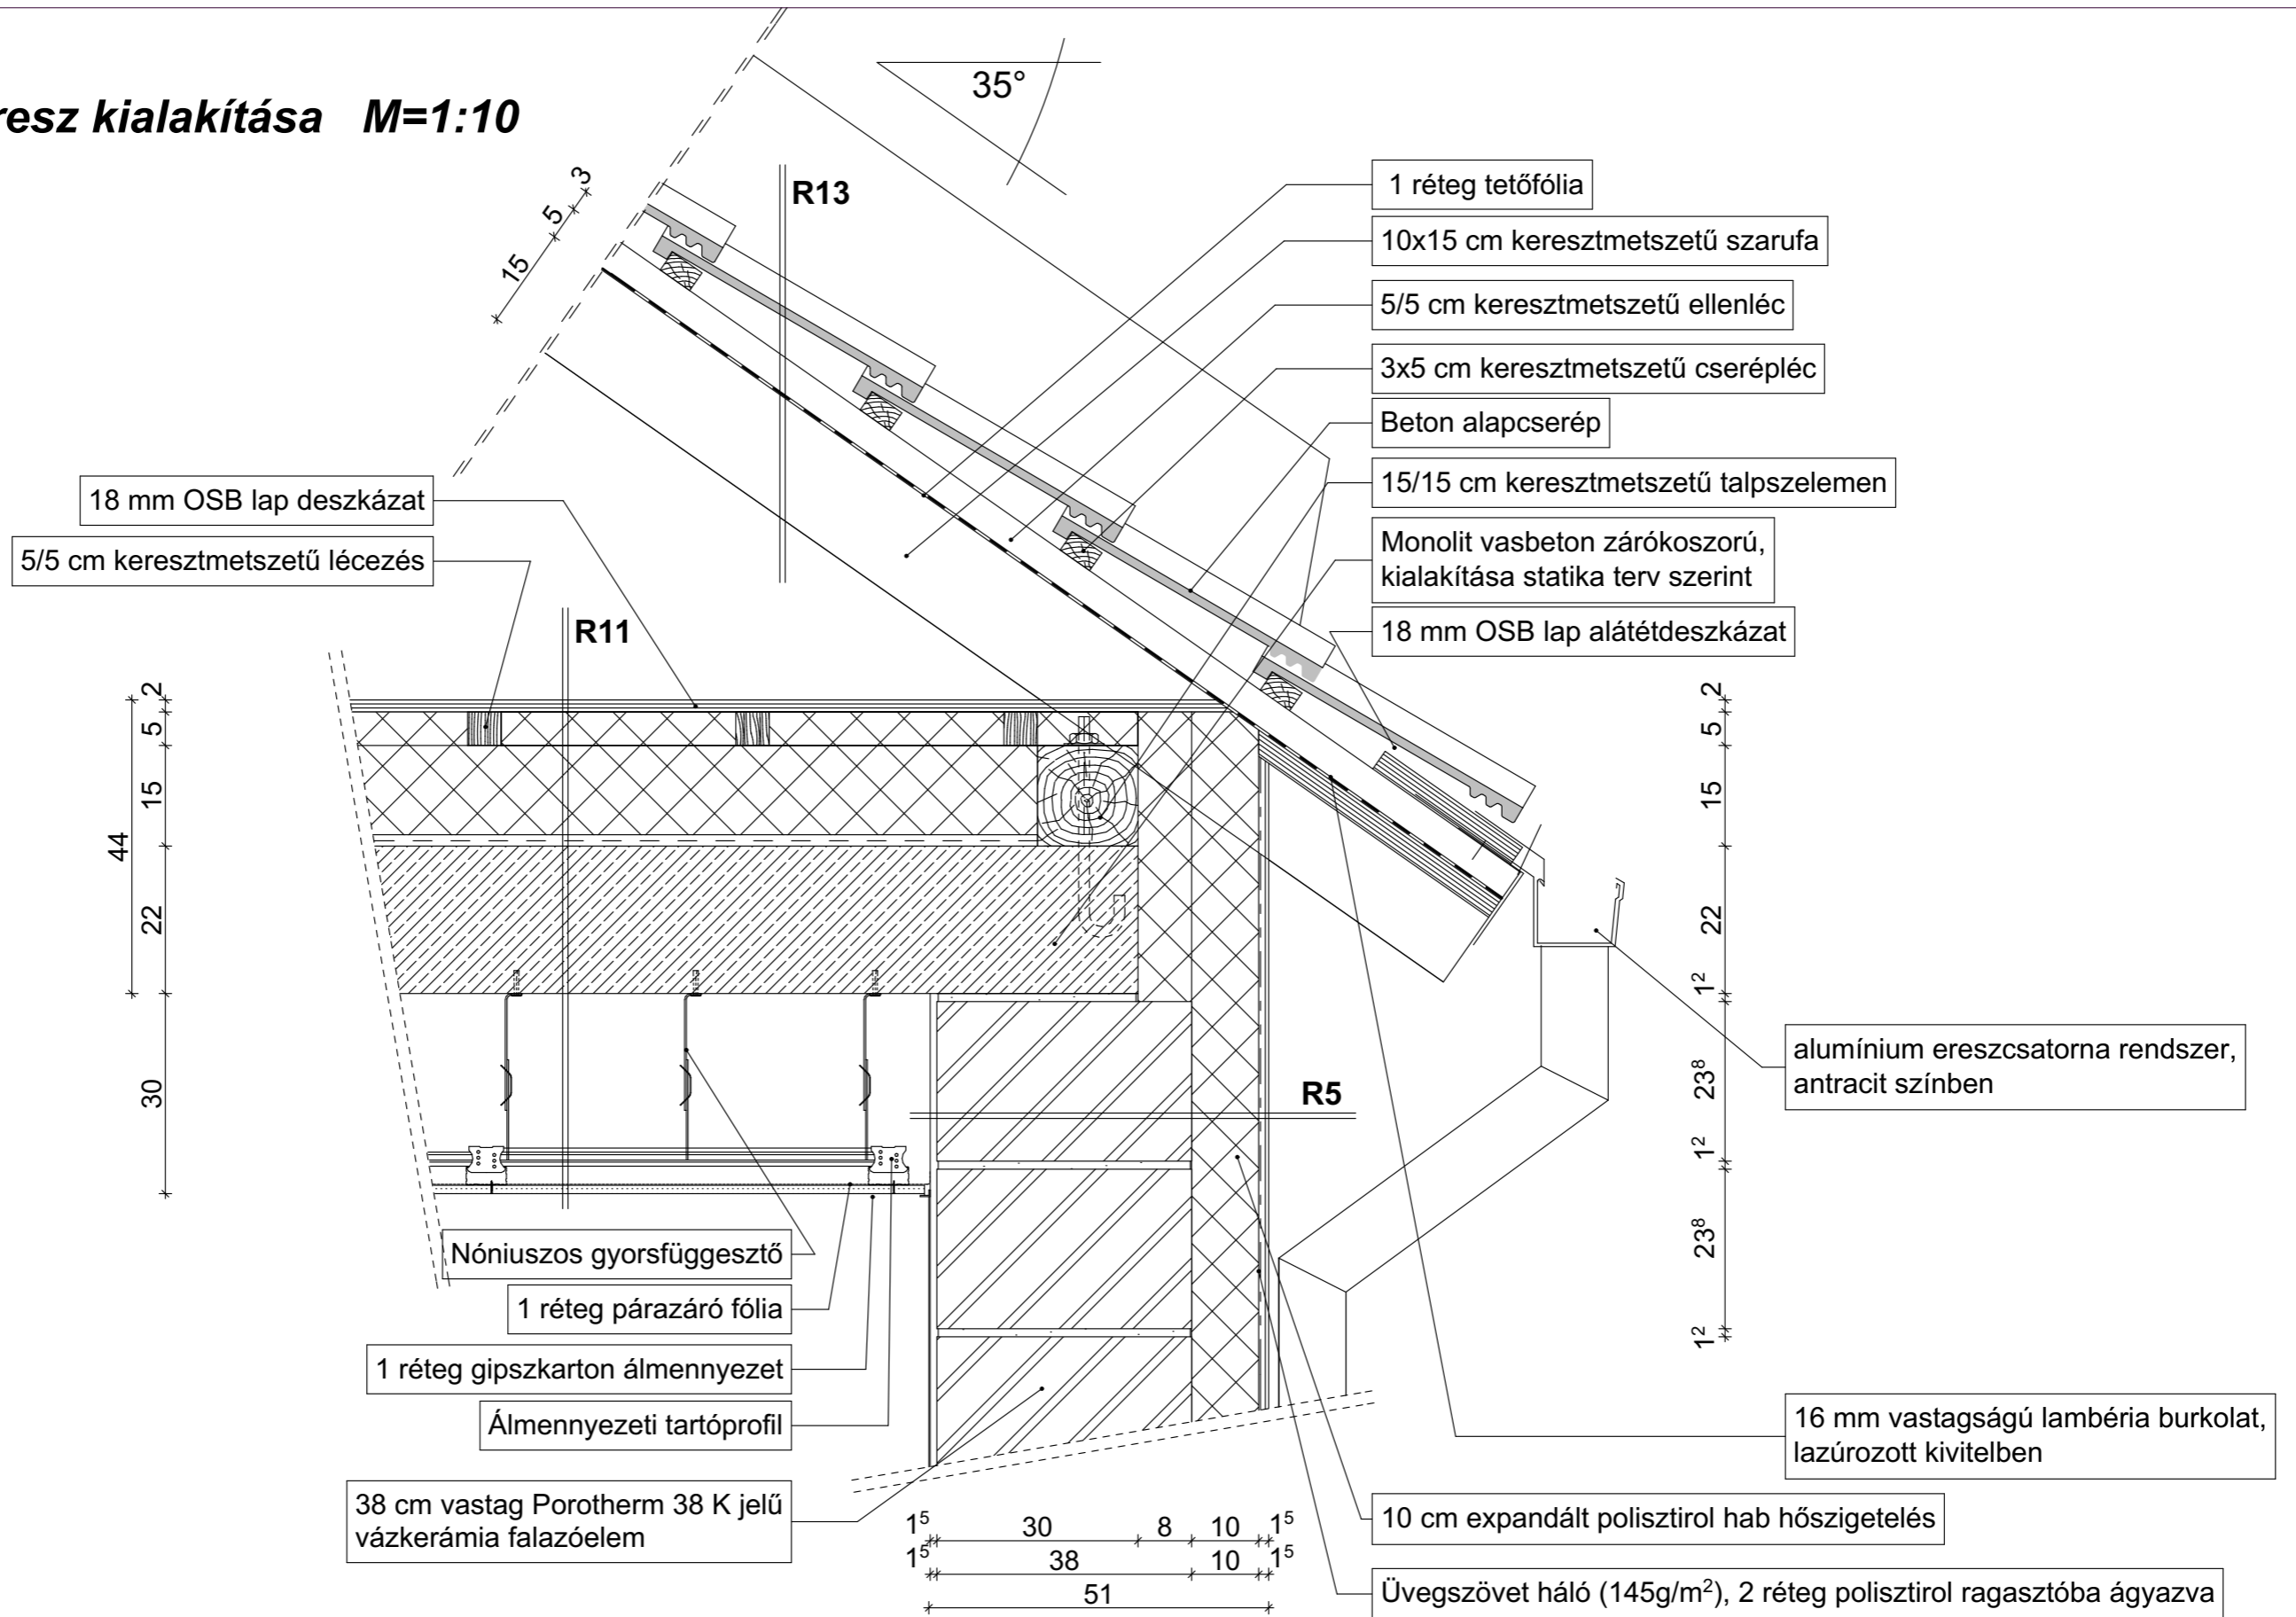 resz kialakítása M=1:10
35°
3
5
15
R13
1 réteg tetőfólia
10x15 cm keresztmetszetű szarufa
5/5 cm keresztmetszetű ellenléc
3x5 cm keresztmetszetű cserépléc
Beton alapcserép
15/15 cm keresztmetszetű talpszelemen
Monolit vasbeton zárókoszorú,
kialakítása statika terv szerint
18 mm OSB lap alátétdeszkázat
18 mm OSB lap deszkázat
5/5 cm keresztmetszetű lécezés
R11
2
5
15
44
22
30
2
5
15
22
1²
23⁸
1²
23⁸
1²
R5
alumínium ereszcsatorna rendszer,
antracit színben
Nóniuszos gyorsfüggesztő
1 réteg párazáró fólia
1 réteg gipszkarton álmennyezet
Álmennyezeti tartóprofil
38 cm vastag Porotherm 38 K jelű
vázkerámia falazóelem
16 mm vastagságú lambéria burkolat,
lazúrozott kivitelben
10 cm expandált polisztirol hab hőszigetelés
Üvegszövet háló (145g/m²), 2 réteg polisztirol ragasztóba ágyazva
1⁵ 30 8 10 1⁵
1⁵ 38 10 1⁵
51